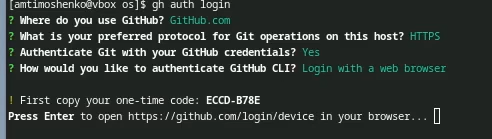 [amtimoshenko@vbox os]$ gh auth login
? Where do you use GitHub? GitHub.com
? What is your preferred protocol for Git operations on this host? HTTPS
? Authenticate Git with your GitHub credentials? Yes
? How would you like to authenticate GitHub CLI? Login with a web browser
! First copy your one-time code: ECCD-B78E
Press Enter to open https://github.com/login/device in your browser...